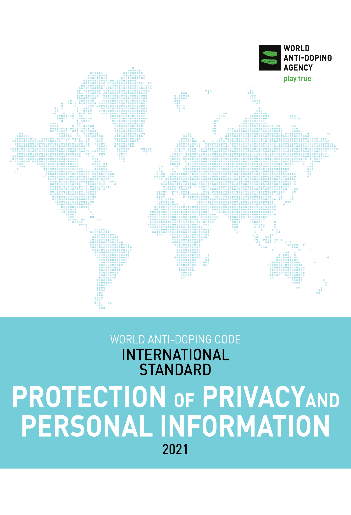 WORLD
ANTI-DOPING
AGENCY
play true
WORLD ANTI-DOPING CODE
INTERNATIONAL
STANDARD
PROTECTION OF PRIVACY AND
PERSONAL INFORMATION
2021